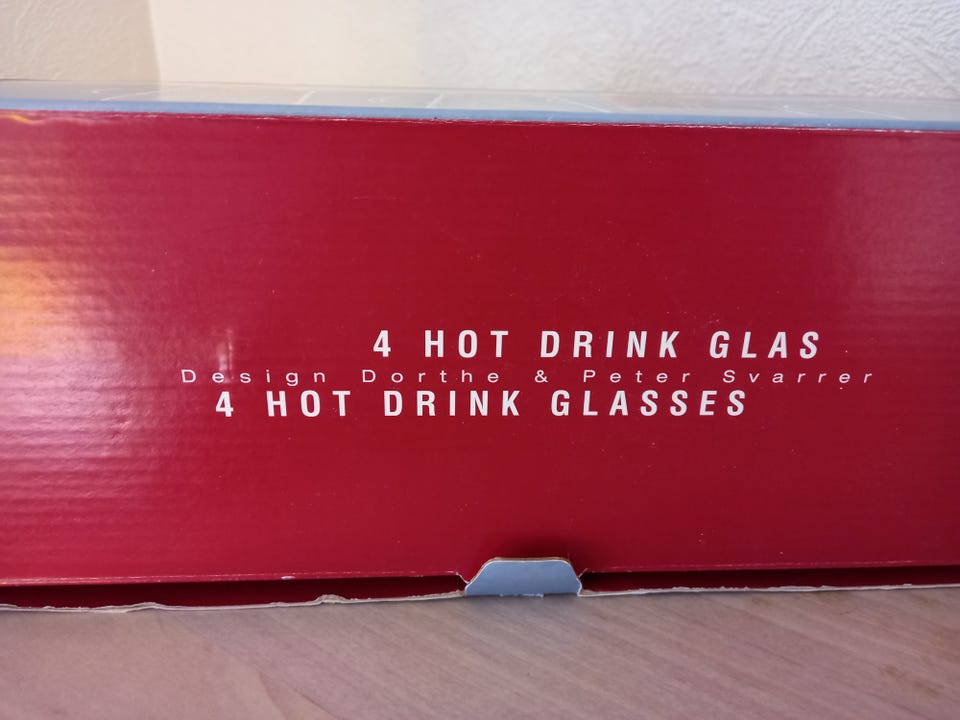 4 HOT DRINK GLAS
Design Dorthe & Peter Svarrer
4 HOT DRINK GLASSES